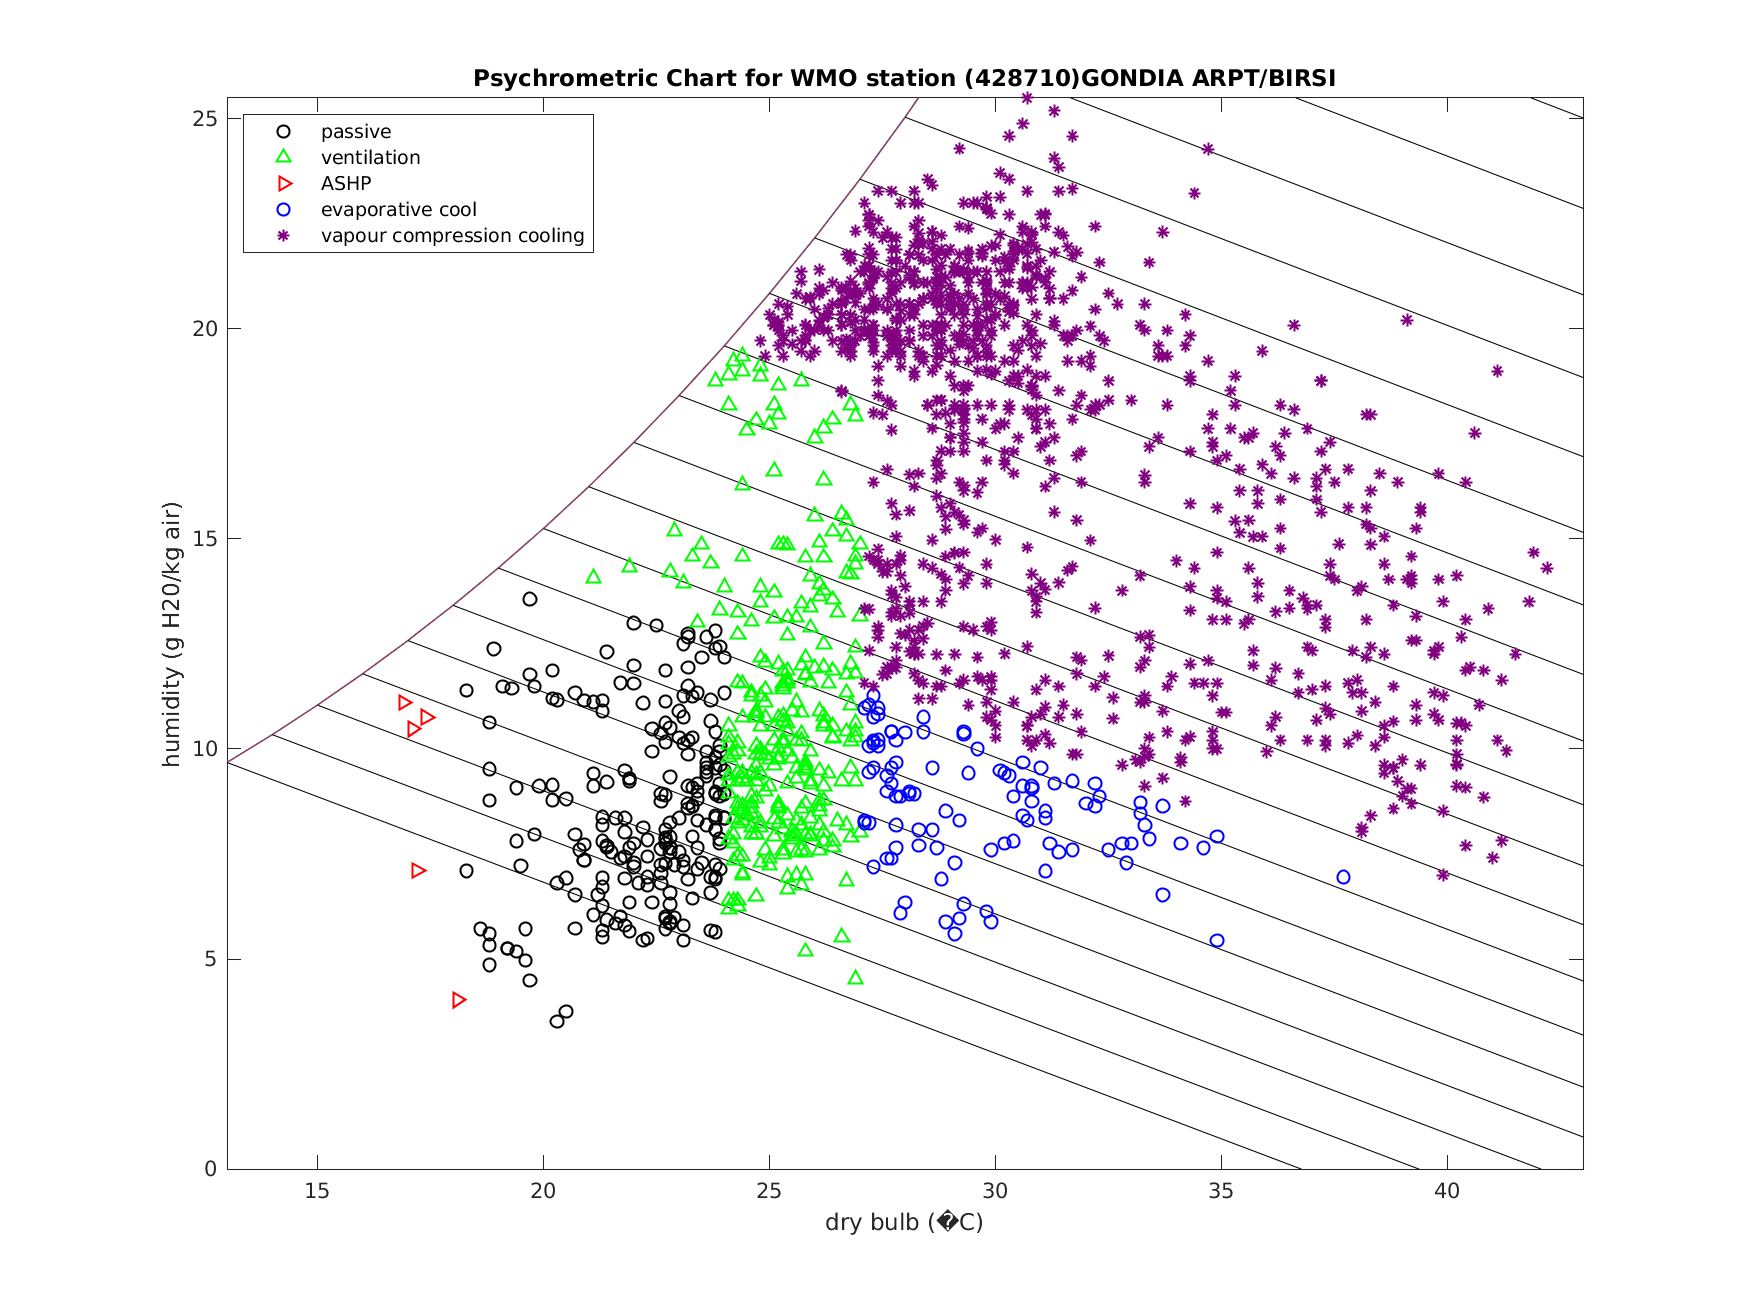 Psychrometric Chart for WMO station (428710)GONDIA ARPT/BIRSI
passive
ventilation
ASHP
evaporative cool
vapour compression cooling
humidity (g H20/kg air)
25
20
15
10
5
0
15 20 25 30 35 40
dry bulb (�C)